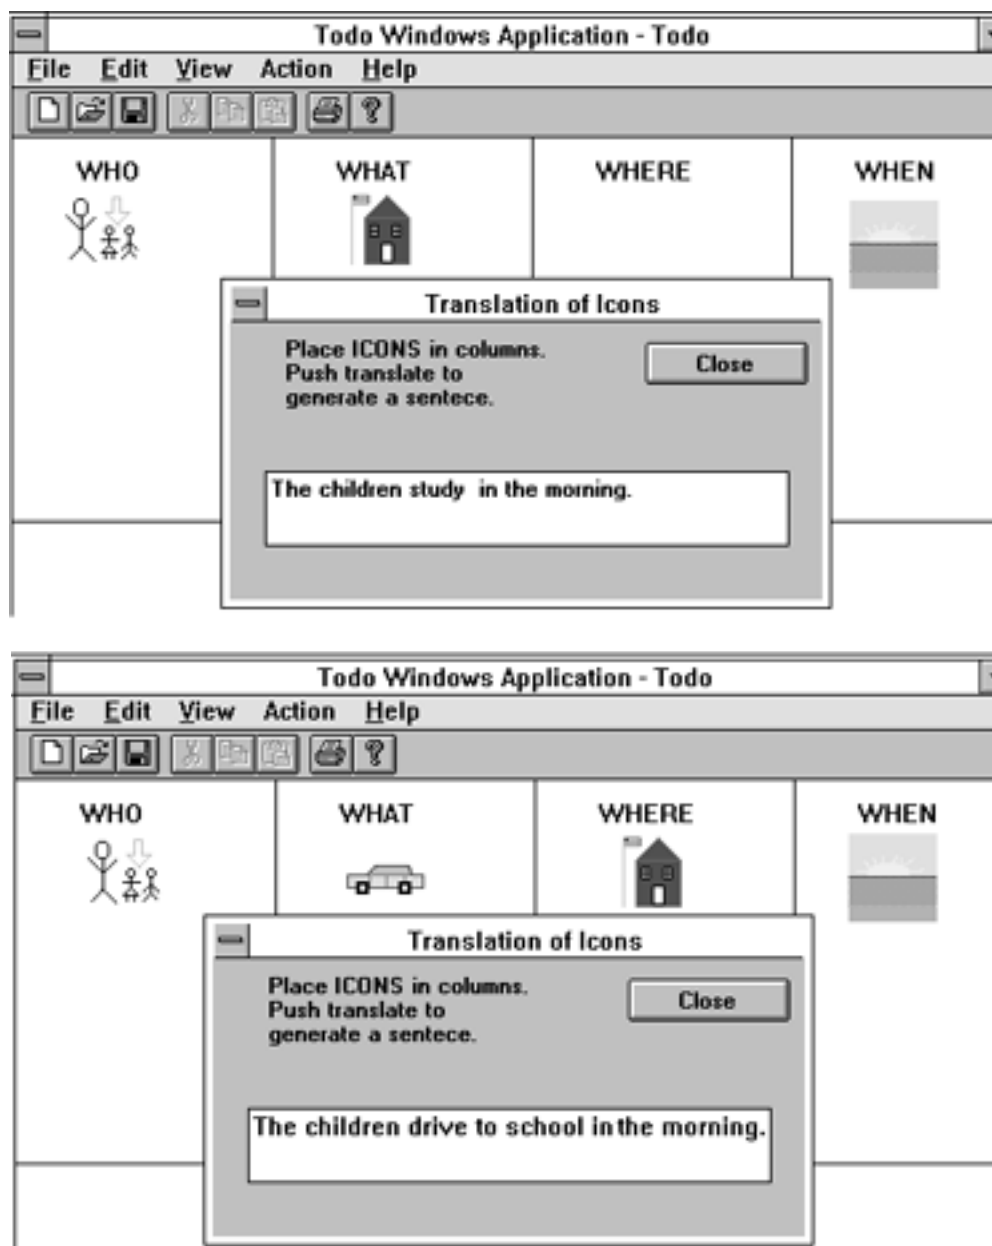 Todo Windows Application - Todo
File Edit View Action Help
WHO WHAT WHERE WHEN
Translation of Icons
Place ICONS in columns.
Push translate to
generate a sentece.
Close
The children study in the morning.
Todo Windows Application - Todo
File Edit View Action Help
WHO WHAT WHERE WHEN
Translation of Icons
Place ICONS in columns.
Push translate to
generate a sentece.
Close
The children drive to school in the morning.